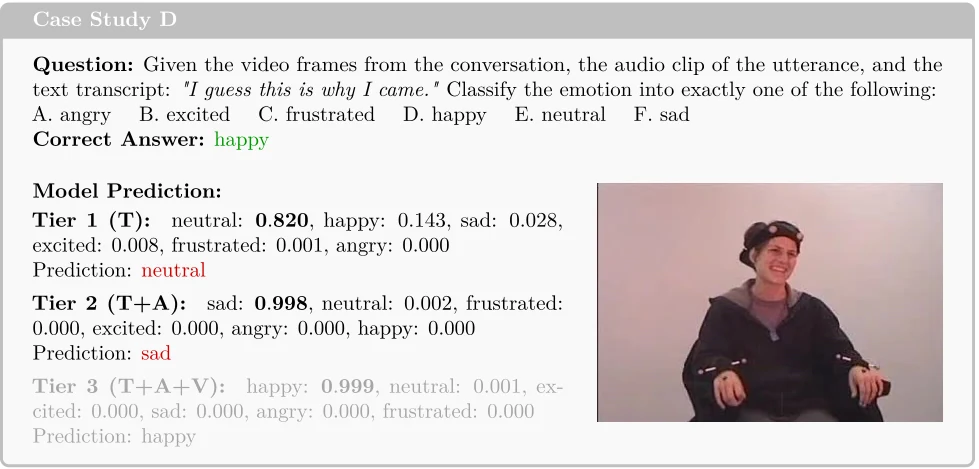 Case Study D
Question: Given the video frames from the conversation, the audio clip of the utterance, and the
text transcript: "I guess this is why I came." Classify the emotion into exactly one of the following:
A. angry B. excited C. frustrated D. happy E. neutral F. sad
Correct Answer: happy
Model Prediction:
Tier 1 (T): neutral: 0.820, happy: 0.143, sad: 0.028,
excited: 0.008, frustrated: 0.001, angry: 0.000
Prediction: neutral
Tier 2 (T+A): sad: 0.998, neutral: 0.002, frustrated:
0.000, excited: 0.000, angry: 0.000, happy: 0.000
Prediction: sad
Tier 3 (T+A+V): happy: 0.999, neutral: 0.001, ex-
cited: 0.000, sad: 0.000, angry: 0.000, frustrated: 0.000
Prediction: happy